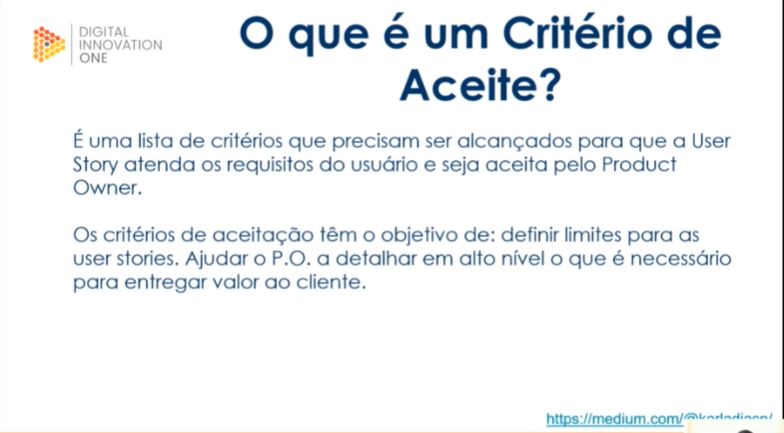 DIGITAL
INNOVATION
ONE
O que é um Critério de
Aceite?
É uma lista de critérios que precisam ser alcançados para que a User
Story atenda os requisitos do usuário e seja aceita pelo Product
Owner.
Os critérios de aceitação têm o objetivo de: definir limites para as
user stories. Ajudar o P.O. a detalhar em alto nível o que é necessário
para entregar valor ao cliente.
https://medium.com/